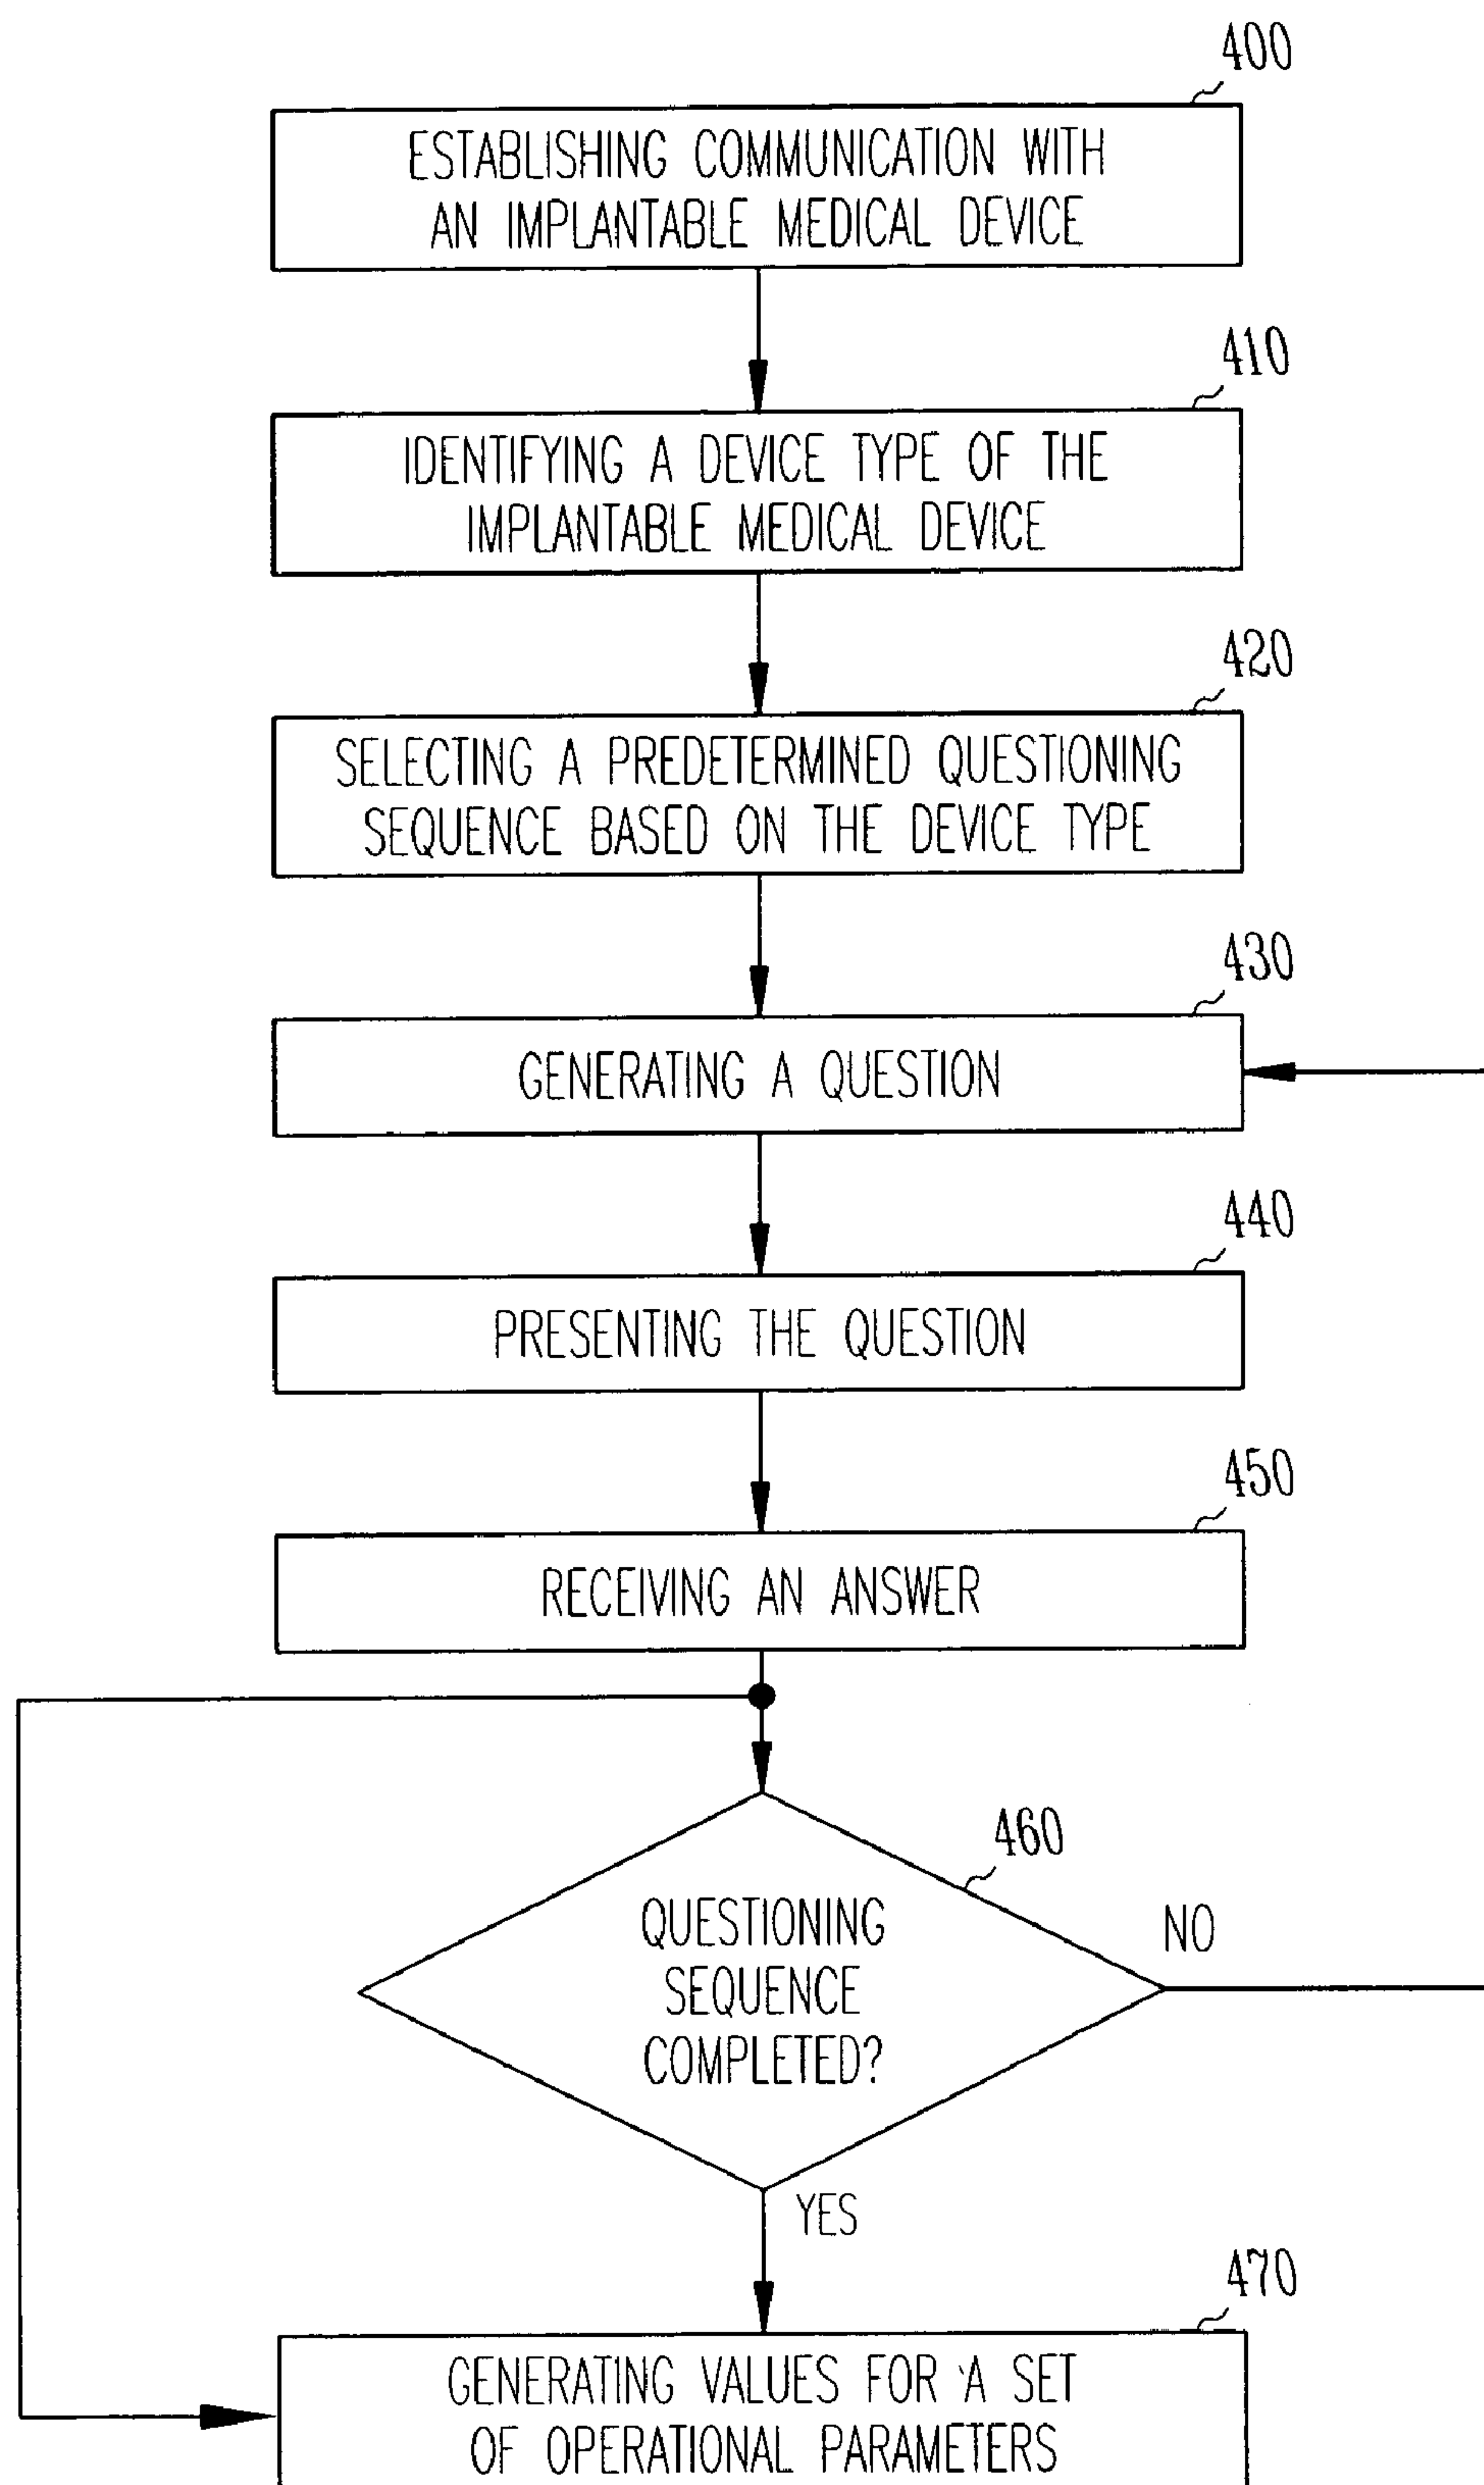 400
ESTABLISHING COMMUNICATION WITH
AN IMPLANTABLE MEDICAL DEVICE
410
IDENTIFYING A DEVICE TYPE OF THE
IMPLANTABLE MEDICAL DEVICE
420
SELECTING A PREDETERMINED QUESTIONING
SEQUENCE BASED ON THE DEVICE TYPE
430
GENERATING A QUESTION
440
PRESENTING THE QUESTION
450
RECEIVING AN ANSWER
460
QUESTIONING
SEQUENCE
COMPLETED?
NO
YES
470
GENERATING VALUES FOR A SET
OF OPERATIONAL PARAMETERS